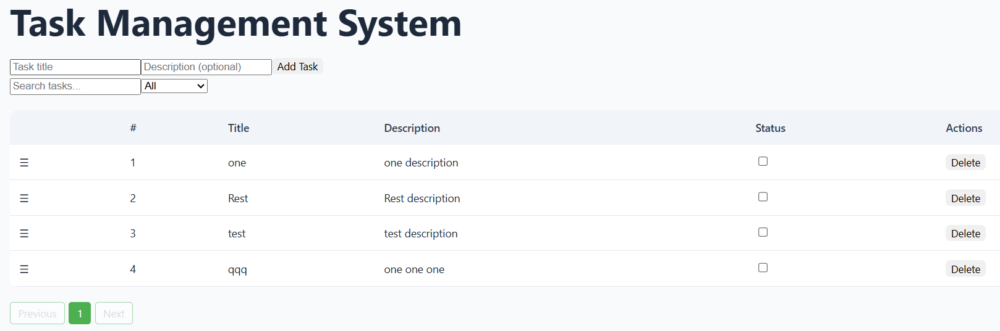 Task Management System
Task title Description (optional) Add Task
Search tasks... All
# Title Description Status Actions
☰ 1 one one description Delete
☰ 2 Rest Rest description Delete
☰ 3 test test description Delete
☰ 4 qqq one one one Delete
Previous 1 Next